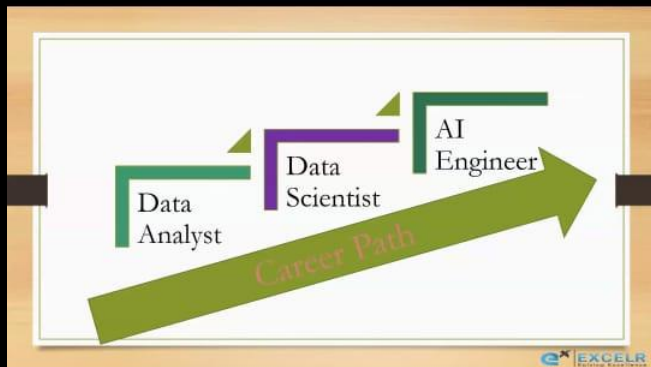 Data
Analyst
Data
Scientist
AI
Engineer
Career Path
EXCELR